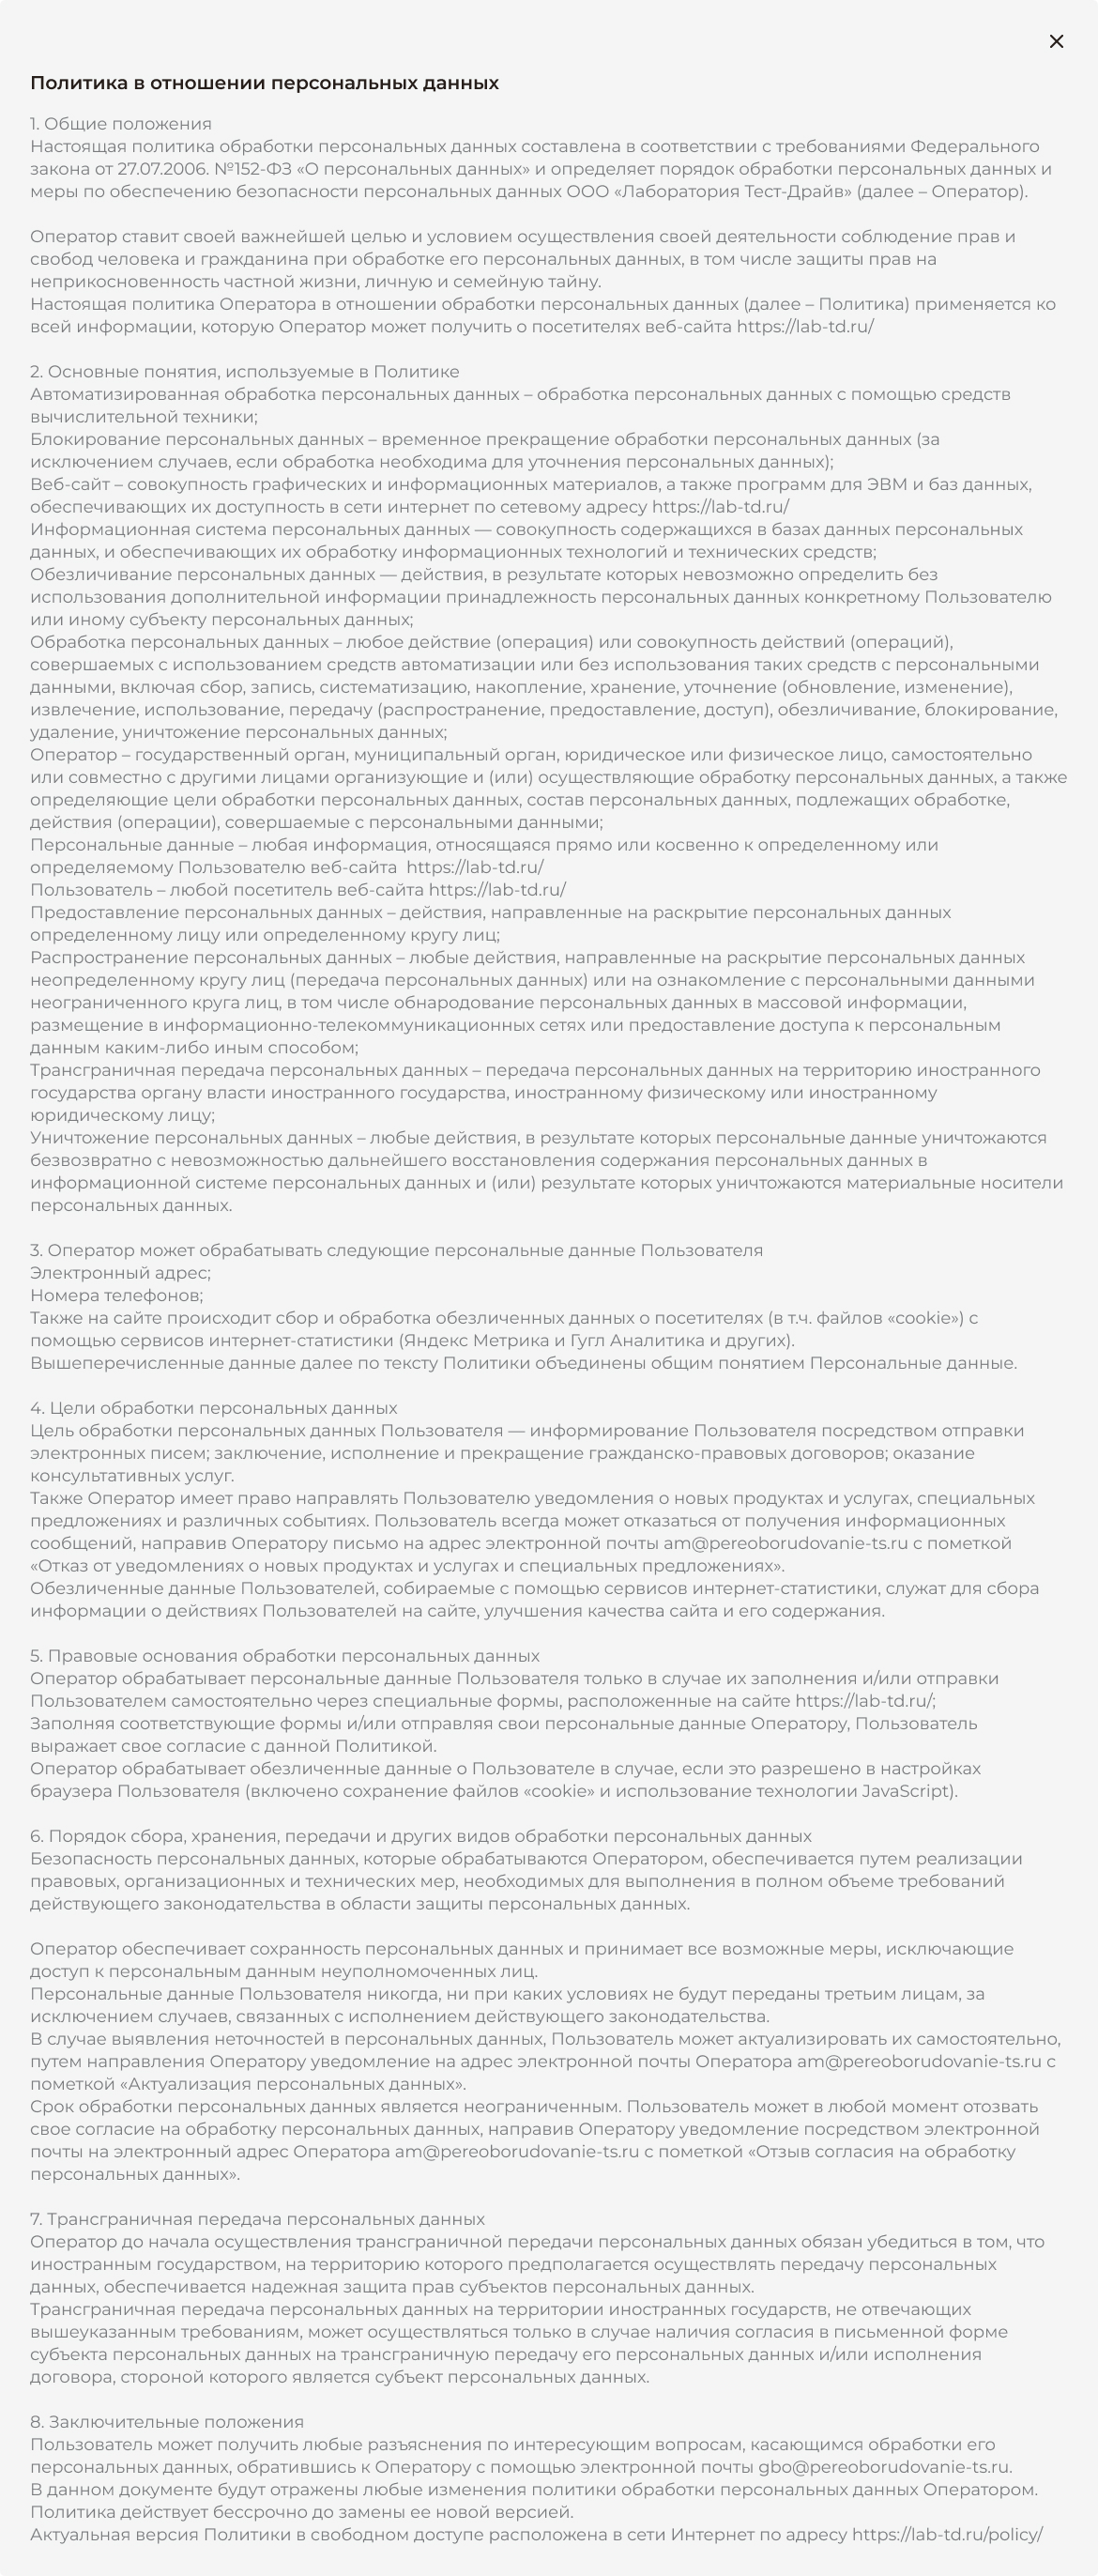 Политика в отношении персональных данных
1. Общие положения
Настоящая политика обработки персональных данных составлена в соответствии с требованиями Федерального
закона от 27.07.2006. №152-ФЗ «О персональных данных» и определяет порядок обработки персональных данных и
меры по обеспечению безопасности персональных данных ООО «Лаборатория Тест-Драйв» (далее – Оператор).
Оператор ставит своей важнейшей целью и условием осуществления своей деятельности соблюдение прав и
свобод человека и гражданина при обработке его персональных данных, в том числе защиты прав на
неприкосновенность частной жизни, личную и семейную тайну.
Настоящая политика Оператора в отношении обработки персональных данных (далее – Политика) применяется ко
всей информации, которую Оператор может получить о посетителях веб-сайта https://lab-td.ru/
2. Основные понятия, используемые в Политике
Автоматизированная обработка персональных данных – обработка персональных данных с помощью средств
вычислительной техники;
Блокирование персональных данных – временное прекращение обработки персональных данных (за
исключением случаев, если обработка необходима для уточнения персональных данных);
Веб-сайт – совокупность графических и информационных материалов, а также программ для ЭВМ и баз данных,
обеспечивающих их доступность в сети интернет по сетевому адресу https://lab-td.ru/
Информационная система персональных данных — совокупность содержащихся в базах данных персональных
данных, и обеспечивающих их обработку информационных технологий и технических средств;
Обезличивание персональных данных — действия, в результате которых невозможно определить без
использования дополнительной информации принадлежность персональных данных конкретному Пользователю
или иному субъекту персональных данных;
Обработка персональных данных – любое действие (операция) или совокупность действий (операций),
совершаемых с использованием средств автоматизации или без использования таких средств с персональными
данными, включая сбор, запись, систематизацию, накопление, хранение, уточнение (обновление, изменение),
извлечение, использование, передачу (распространение, предоставление, доступ), обезличивание, блокирование,
удаление, уничтожение персональных данных;
Оператор – государственный орган, муниципальный орган, юридическое или физическое лицо, самостоятельно
или совместно с другими лицами организующие и (или) осуществляющие обработку персональных данных, а также
определяющие цели обработки персональных данных, состав персональных данных, подлежащих обработке,
действия (операции), совершаемые с персональными данными;
Персональные данные – любая информация, относящаяся прямо или косвенно к определенному или
определяемому Пользователю веб-сайта  https://lab-td.ru/
Пользователь – любой посетитель веб-сайта https://lab-td.ru/
Предоставление персональных данных – действия, направленные на раскрытие персональных данных
определенному лицу или определенному кругу лиц;
Распространение персональных данных – любые действия, направленные на раскрытие персональных данных
неопределенному кругу лиц (передача персональных данных) или на ознакомление с персональными данными
неограниченного круга лиц, в том числе обнародование персональных данных в массовой информации,
размещение в информационно-телекоммуникационных сетях или предоставление доступа к персональным
данным каким-либо иным способом;
Трансграничная передача персональных данных – передача персональных данных на территорию иностранного
государства органу власти иностранного государства, иностранному физическому или иностранному
юридическому лицу;
Уничтожение персональных данных – любые действия, в результате которых персональные данные уничтожаются
безвозвратно с невозможностью дальнейшего восстановления содержания персональных данных в
информационной системе персональных данных и (или) результате которых уничтожаются материальные носители
персональных данных.
3. Оператор может обрабатывать следующие персональные данные Пользователя
Электронный адрес;
Номера телефонов;
Также на сайте происходит сбор и обработка обезличенных данных о посетителях (в т.ч. файлов «cookie») с
помощью сервисов интернет-статистики (Яндекс Метрика и Гугл Аналитика и других).
Вышеперечисленные данные далее по тексту Политики объединены общим понятием Персональные данные.
4. Цели обработки персональных данных
Цель обработки персональных данных Пользователя — информирование Пользователя посредством отправки
электронных писем; заключение, исполнение и прекращение гражданско-правовых договоров; оказание
консультативных услуг.
Также Оператор имеет право направлять Пользователю уведомления о новых продуктах и услугах, специальных
предложениях и различных событиях. Пользователь всегда может отказаться от получения информационных
сообщений, направив Оператору письмо на адрес электронной почты am@pereoborudovanie-ts.ru с пометкой
«Отказ от уведомлениях о новых продуктах и услугах и специальных предложениях».
Обезличенные данные Пользователей, собираемые с помощью сервисов интернет-статистики, служат для сбора
информации о действиях Пользователей на сайте, улучшения качества сайта и его содержания.
5. Правовые основания обработки персональных данных
Оператор обрабатывает персональные данные Пользователя только в случае их заполнения и/или отправки
Пользователем самостоятельно через специальные формы, расположенные на сайте https://lab-td.ru/;
Заполняя соответствующие формы и/или отправляя свои персональные данные Оператору, Пользователь
выражает свое согласие с данной Политикой.
Оператор обрабатывает обезличенные данные о Пользователе в случае, если это разрешено в настройках
браузера Пользователя (включено сохранение файлов «cookie» и использование технологии JavaScript).
6. Порядок сбора, хранения, передачи и других видов обработки персональных данных
Безопасность персональных данных, которые обрабатываются Оператором, обеспечивается путем реализации
правовых, организационных и технических мер, необходимых для выполнения в полном объеме требований
действующего законодательства в области защиты персональных данных.
Оператор обеспечивает сохранность персональных данных и принимает все возможные меры, исключающие
доступ к персональным данным неуполномоченных лиц.
Персональные данные Пользователя никогда, ни при каких условиях не будут переданы третьим лицам, за
исключением случаев, связанных с исполнением действующего законодательства.
В случае выявления неточностей в персональных данных, Пользователь может актуализировать их самостоятельно,
путем направления Оператору уведомление на адрес электронной почты Оператора am@pereoborudovanie-ts.ru с
пометкой «Актуализация персональных данных».
Срок обработки персональных данных является неограниченным. Пользователь может в любой момент отозвать
свое согласие на обработку персональных данных, направив Оператору уведомление посредством электронной
почты на электронный адрес Оператора am@pereoborudovanie-ts.ru с пометкой «Отзыв согласия на обработку
персональных данных».
7. Трансграничная передача персональных данных
Оператор до начала осуществления трансграничной передачи персональных данных обязан убедиться в том, что
иностранным государством, на территорию которого предполагается осуществлять передачу персональных
данных, обеспечивается надежная защита прав субъектов персональных данных.
Трансграничная передача персональных данных на территории иностранных государств, не отвечающих
вышеуказанным требованиям, может осуществляться только в случае наличия согласия в письменной форме
субъекта персональных данных на трансграничную передачу его персональных данных и/или исполнения
договора, стороной которого является субъект персональных данных.
8. Заключительные положения
Пользователь может получить любые разъяснения по интересующим вопросам, касающимся обработки его
персональных данных, обратившись к Оператору с помощью электронной почты gbo@pereoborudovanie-ts.ru.
В данном документе будут отражены любые изменения политики обработки персональных данных Оператором.
Политика действует бессрочно до замены ее новой версией.
Актуальная версия Политики в свободном доступе расположена в сети Интернет по адресу https://lab-td.ru/policy/